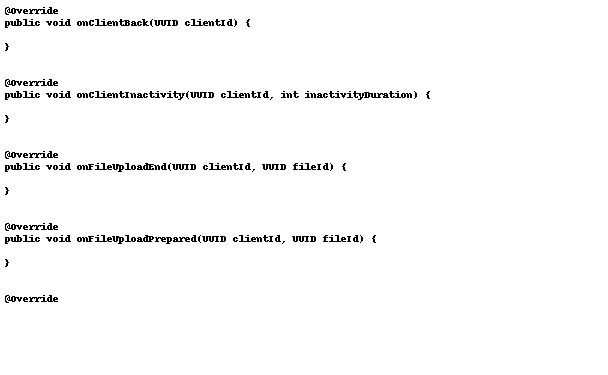 @Override
public void onClientBack(UUID clientId) {
}
@Override
public void onClientInactivity(UUID clientId, int inactivityDuration) {
}
@Override
public void onFileUploadEnd(UUID clientId, UUID fileId) {
}
@Override
public void onFileUploadPrepared(UUID clientId, UUID fileId) {
}
@Override